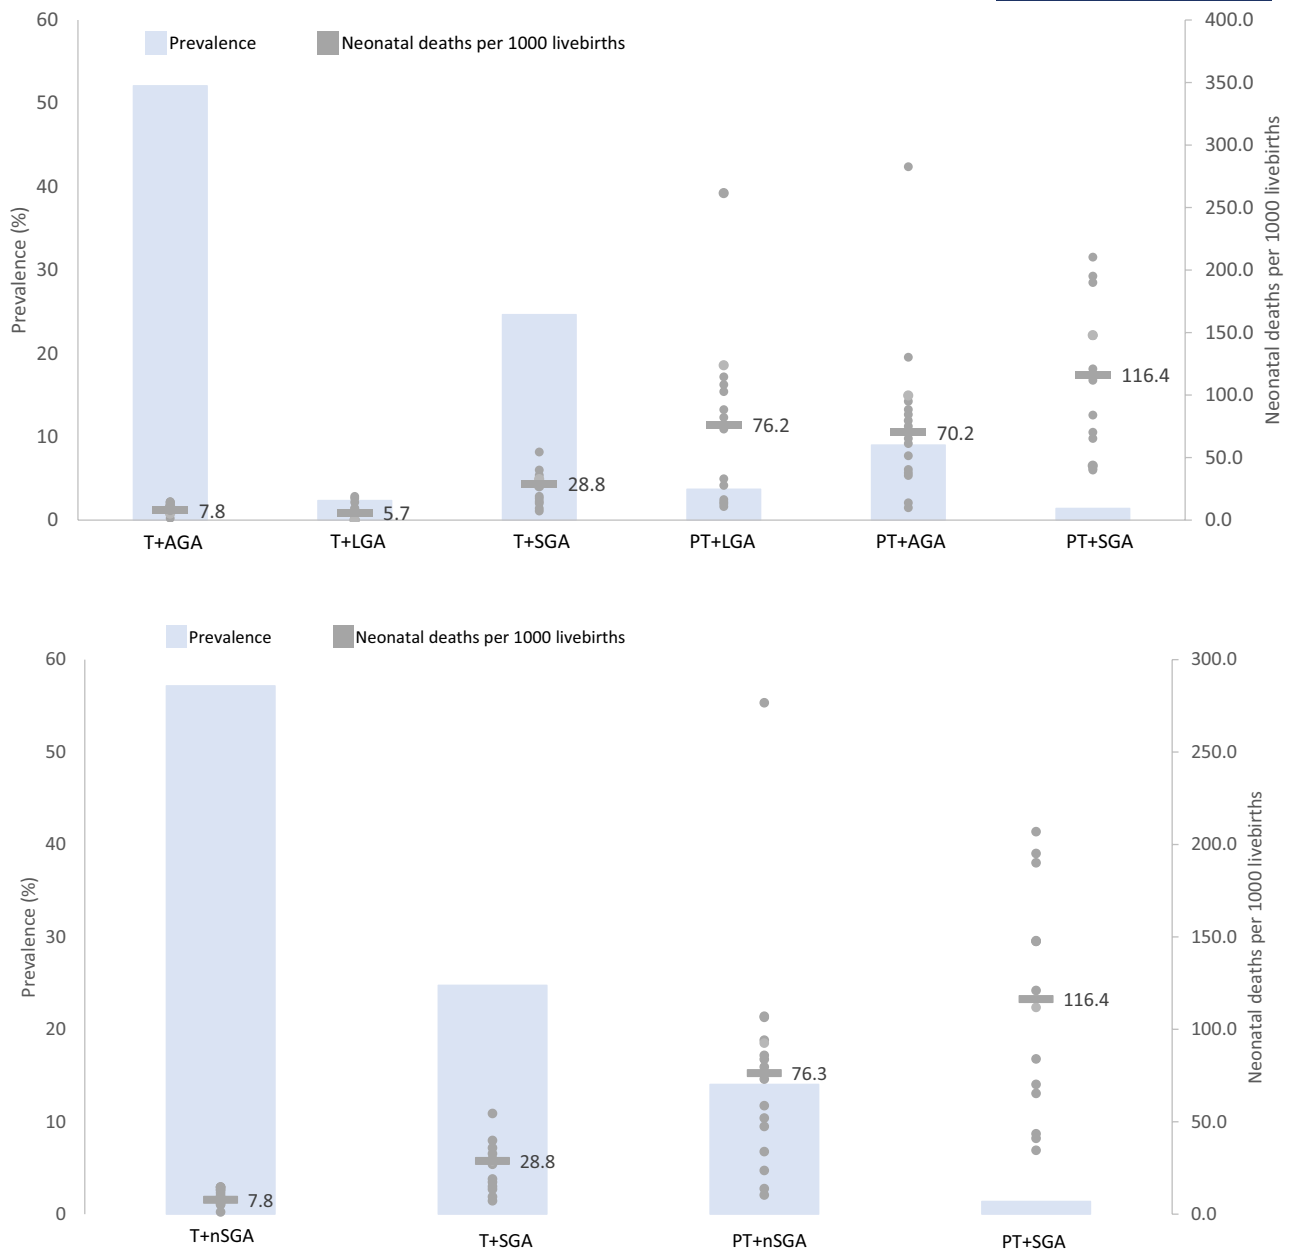 60
50
40
30
20
10
0
Prevalence (%)
Prevalence
Neonatal deaths per 1000 livebirths
400.0
350.0
300.0
250.0
200.0
150.0
100.0
50.0
0.0
Neonatal deaths per 1000 livebirths
7.8
5.7
28.8
76.2
70.2
116.4
T+AGA
T+LGA
T+SGA
PT+LGA
PT+AGA
PT+SGA
Prevalence
Neonatal deaths per 1000 livebirths
60
50
40
30
20
10
0
Prevalence (%)
300.0
250.0
200.0
150.0
100.0
50.0
0.0
Neonatal deaths per 1000 livebirths
7.8
28.8
76.3
116.4
T+nSGA
T+SGA
PT+nSGA
PT+SGA